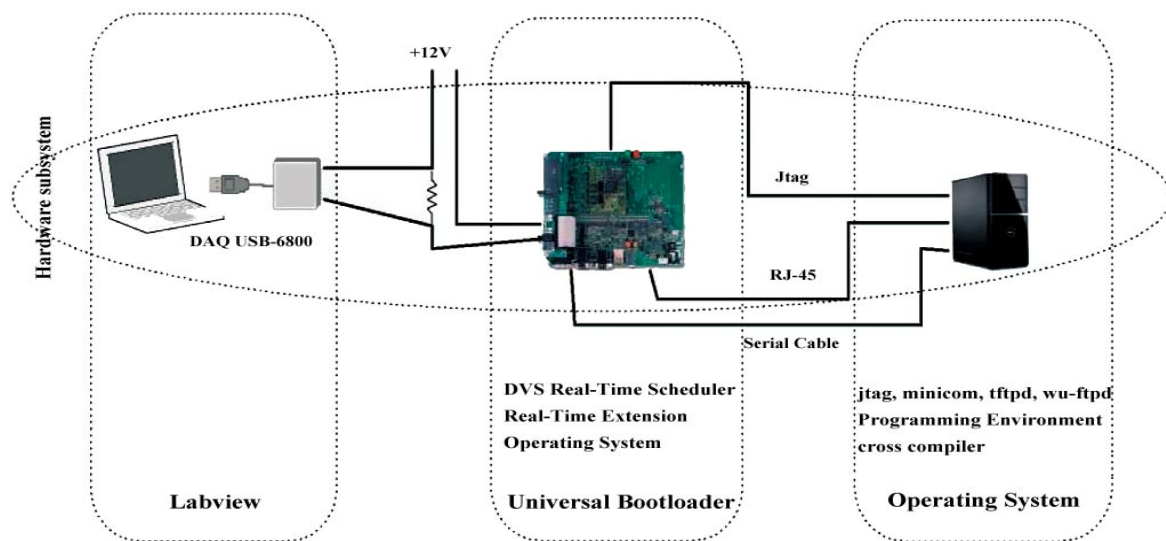 +12V
Hardware subsystem
DAQ USB-6800
Jtag
RJ-45
Serial Cable
DVS Real-Time Scheduler
Real-Time Extension
Operating System
jtag, minicom, tftpd, wu-ftpd
Programming Environment
cross compiler
Labview
Universal Bootloader
Operating System